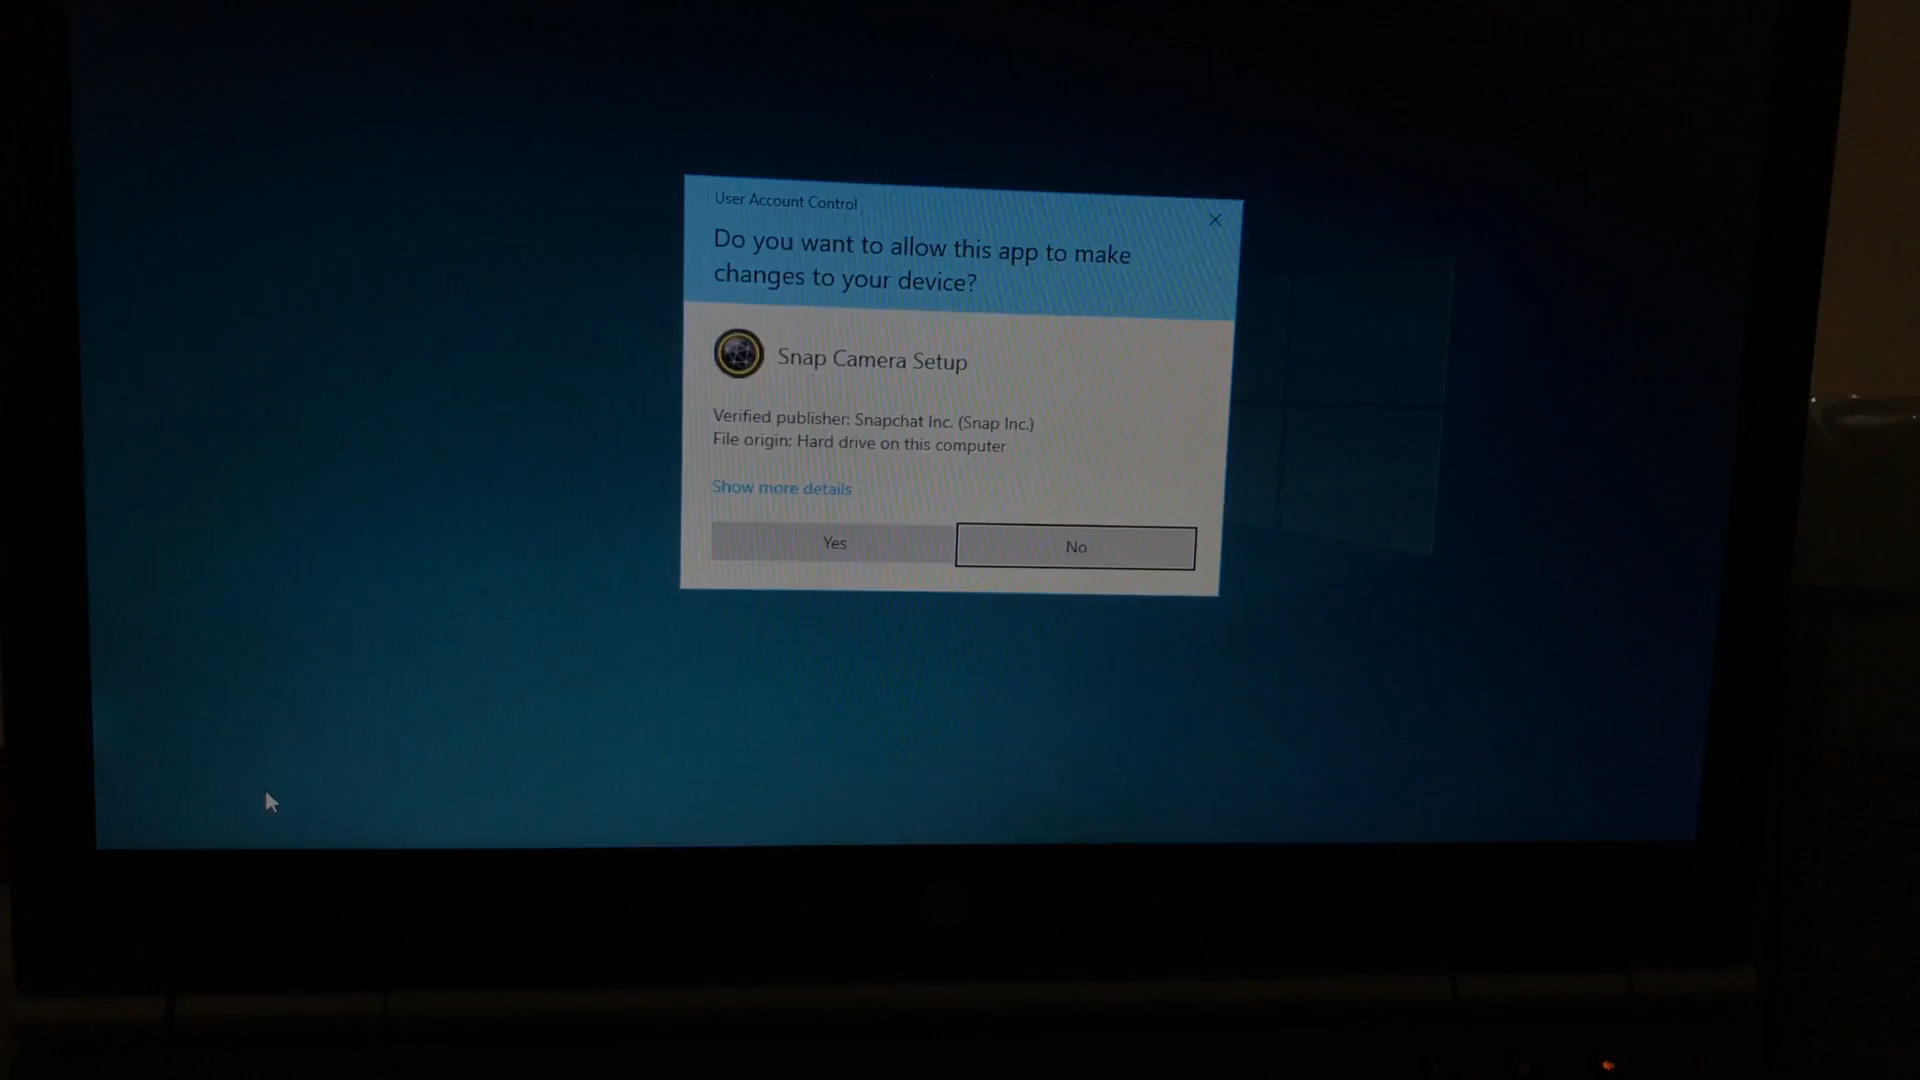 User Account Control
Do you want to allow this app to make
changes to your device?
Snap Camera Setup
Verified publisher: Snapchat Inc. (Snap Inc.)
File origin: Hard drive on this computer
Show more details
Yes
No